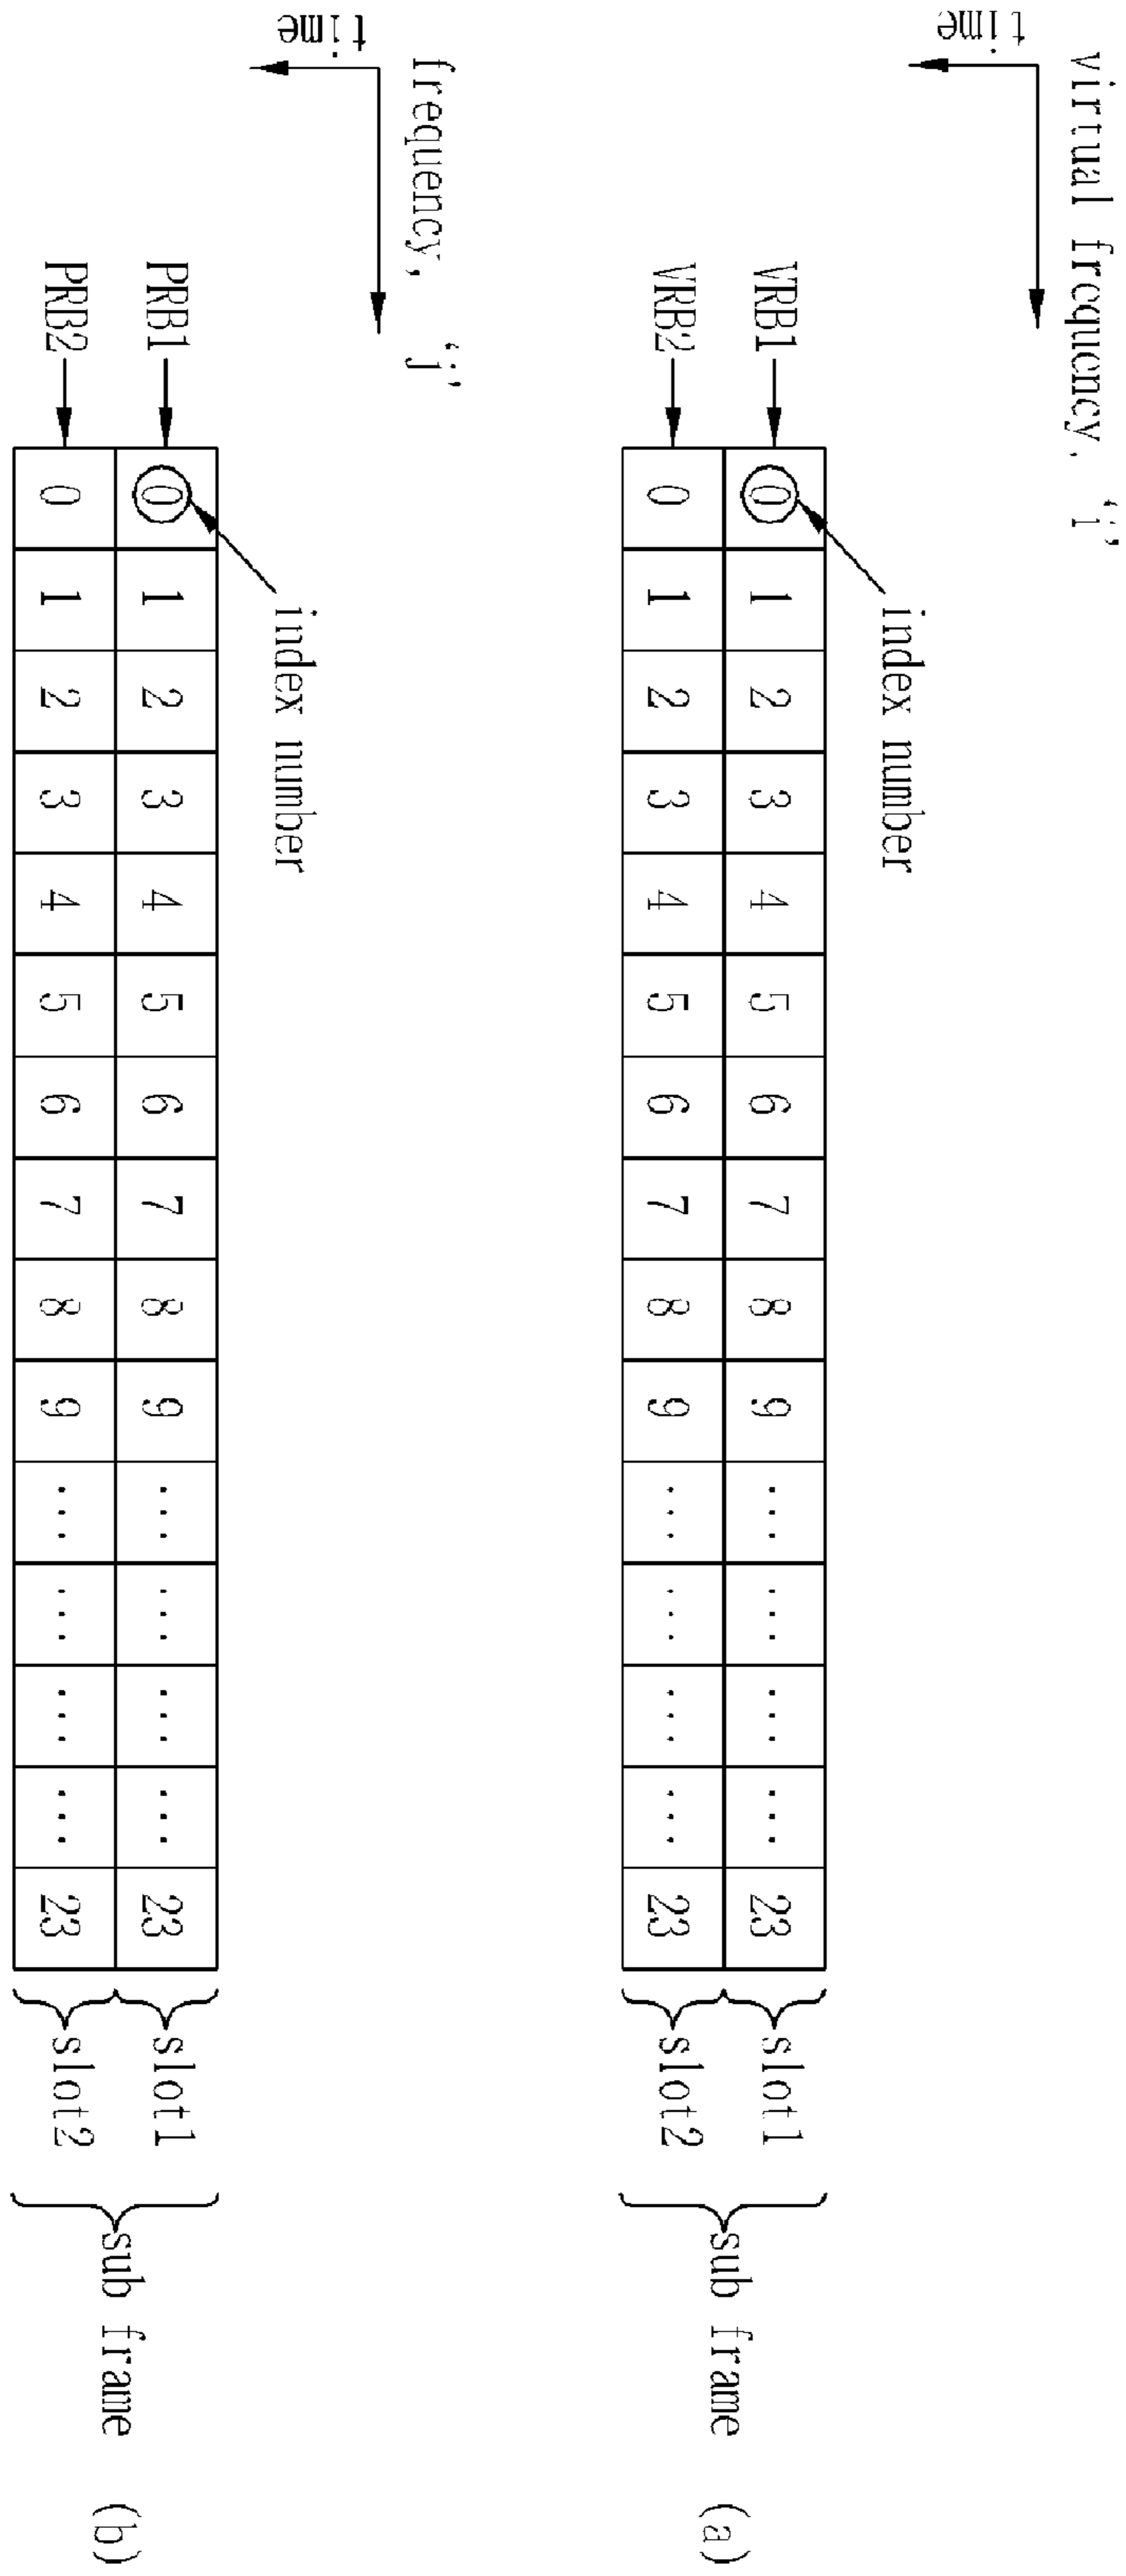 virtual frequency, ‘i’
time
index number
VRB1 0 1 2 3 4 5 6 7 8 9 ... ... ... ... 23 slot1
VRB2 0 1 2 3 4 5 6 7 8 9 ... ... ... ... 23 slot2
sub frame
(a)
frequency, ‘j’
time
index number
PRB1 0 1 2 3 4 5 6 7 8 9 ... ... ... ... 23 slot1
PRB2 0 1 2 3 4 5 6 7 8 9 ... ... ... ... 23 slot2
sub frame
(b)